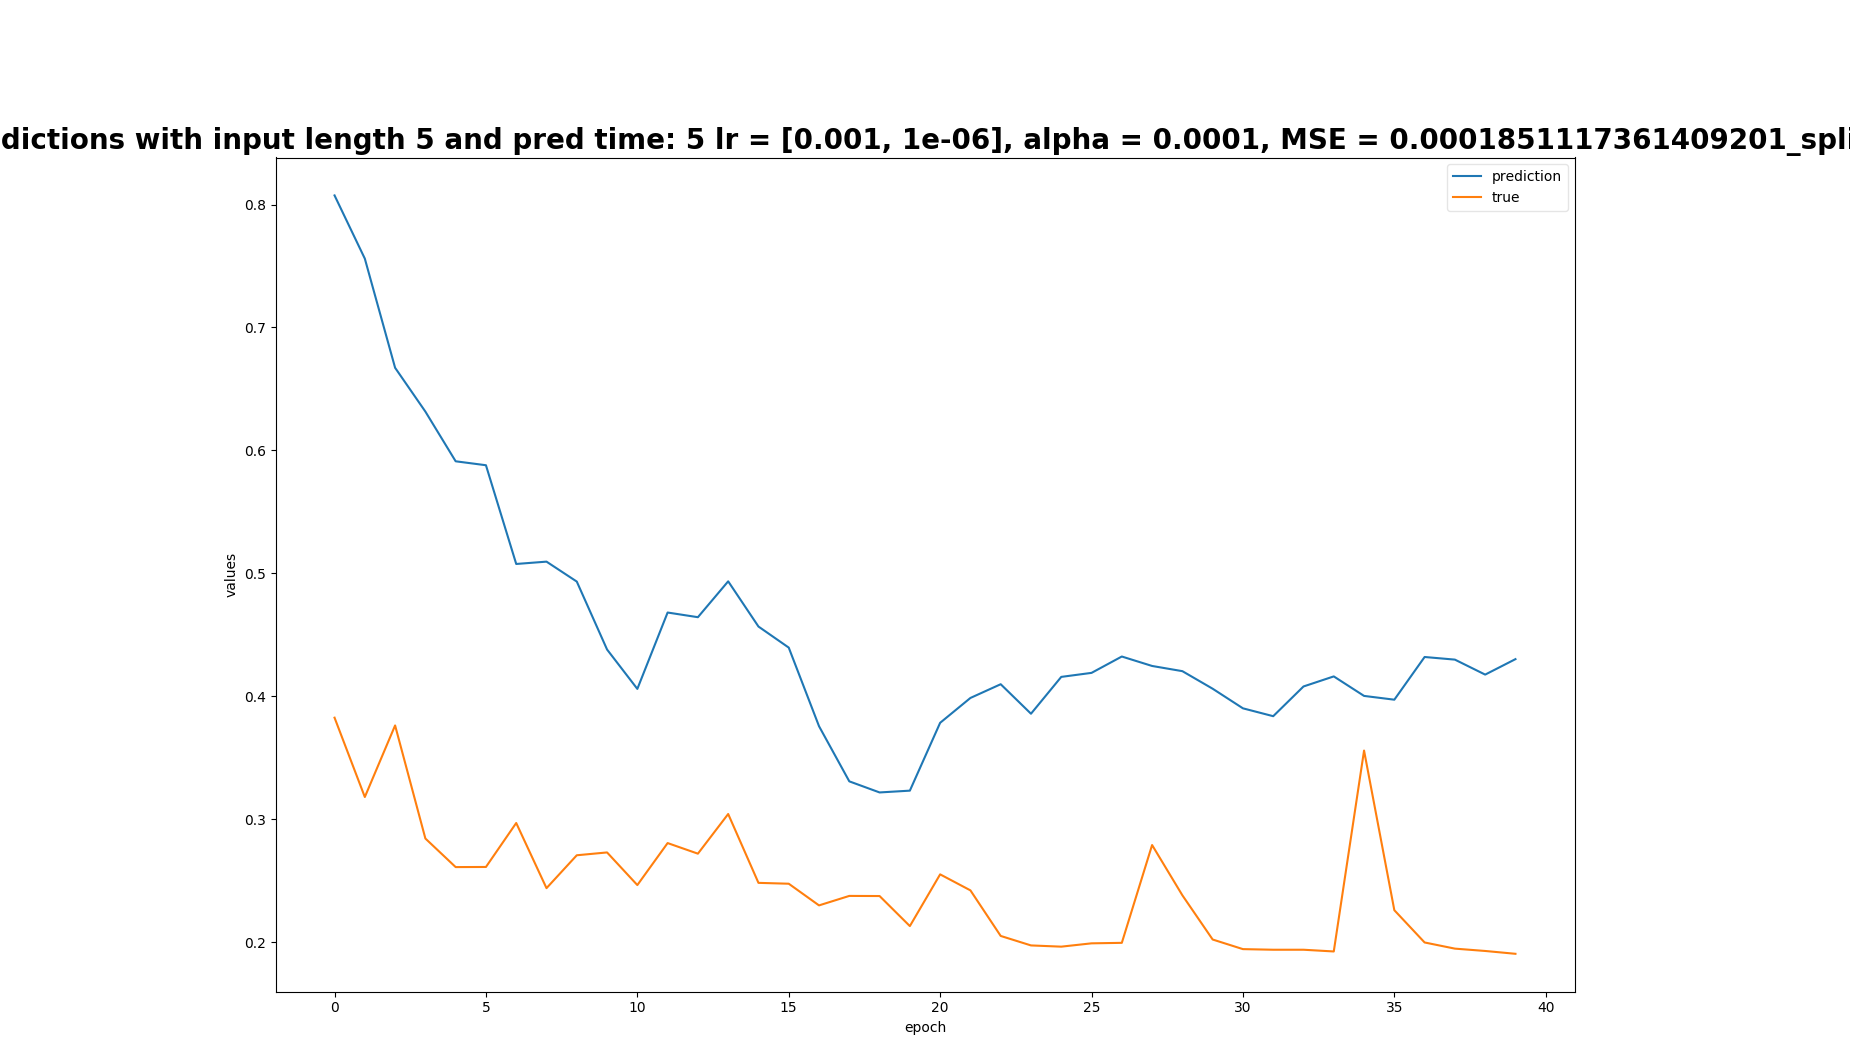 dictions with input length 5 and pred time: 5 lr = [0.001, 1e-06], alpha = 0.0001, MSE = 0.0001851117361409201_spli
prediction
true
0.8
0.7
0.6
0.5
0.4
0.3
0.2
values
0 5 10 15 20 25 30 35 40
epoch